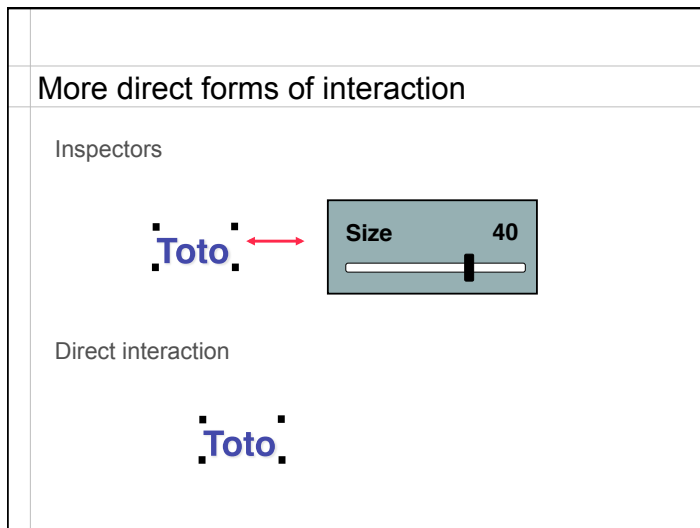 More direct forms of interaction
Inspectors
Toto
Size 40
Direct interaction
Toto